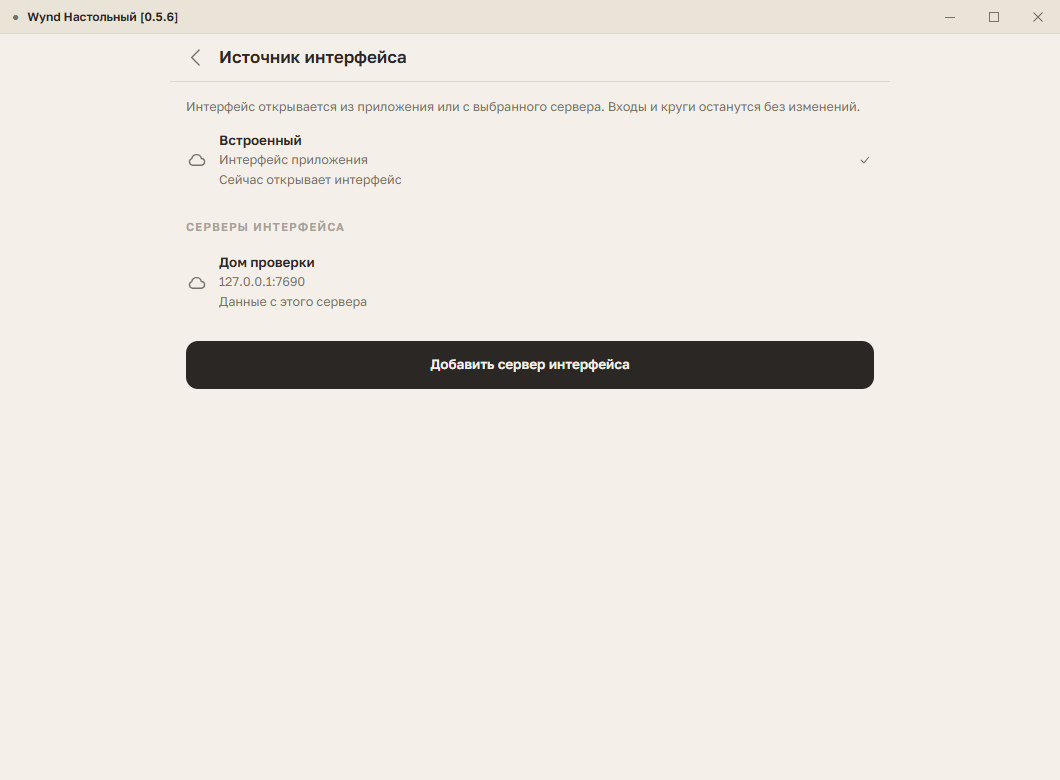 Wynd Настольный [0.5.6]
Источник интерфейса
Интерфейс открывается из приложения или с выбранного сервера. Входы и круги останутся без изменений.
Встроенный
Интерфейс приложения
Сейчас открывает интерфейс
СЕРВЕРЫ ИНТЕРФЕЙСА
Дом проверки
127.0.0.1:7690
Данные с этого сервера
Добавить сервер интерфейса